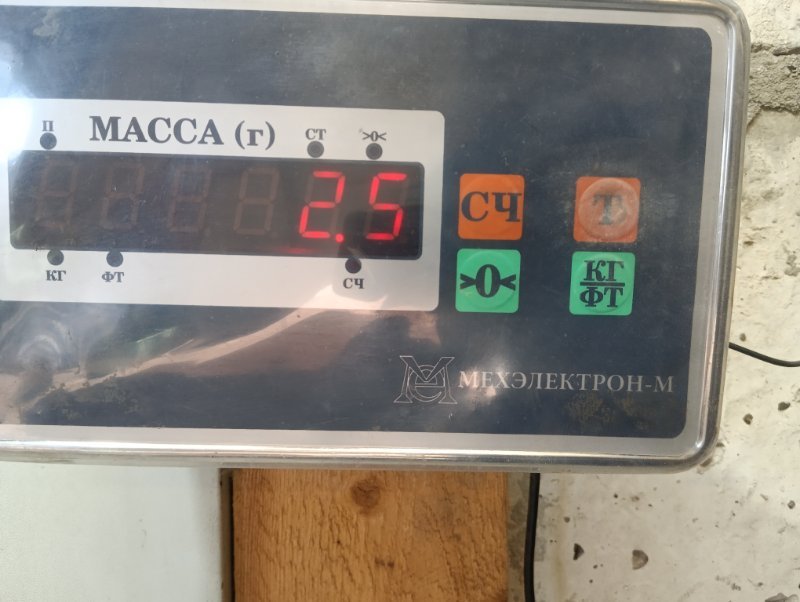 П МАССА (г) СТ >0<
2.5
КГ ФТ СЧ
СЧ Т
>0< КГ/ФТ
МЕХЭЛЕКТРОН-М